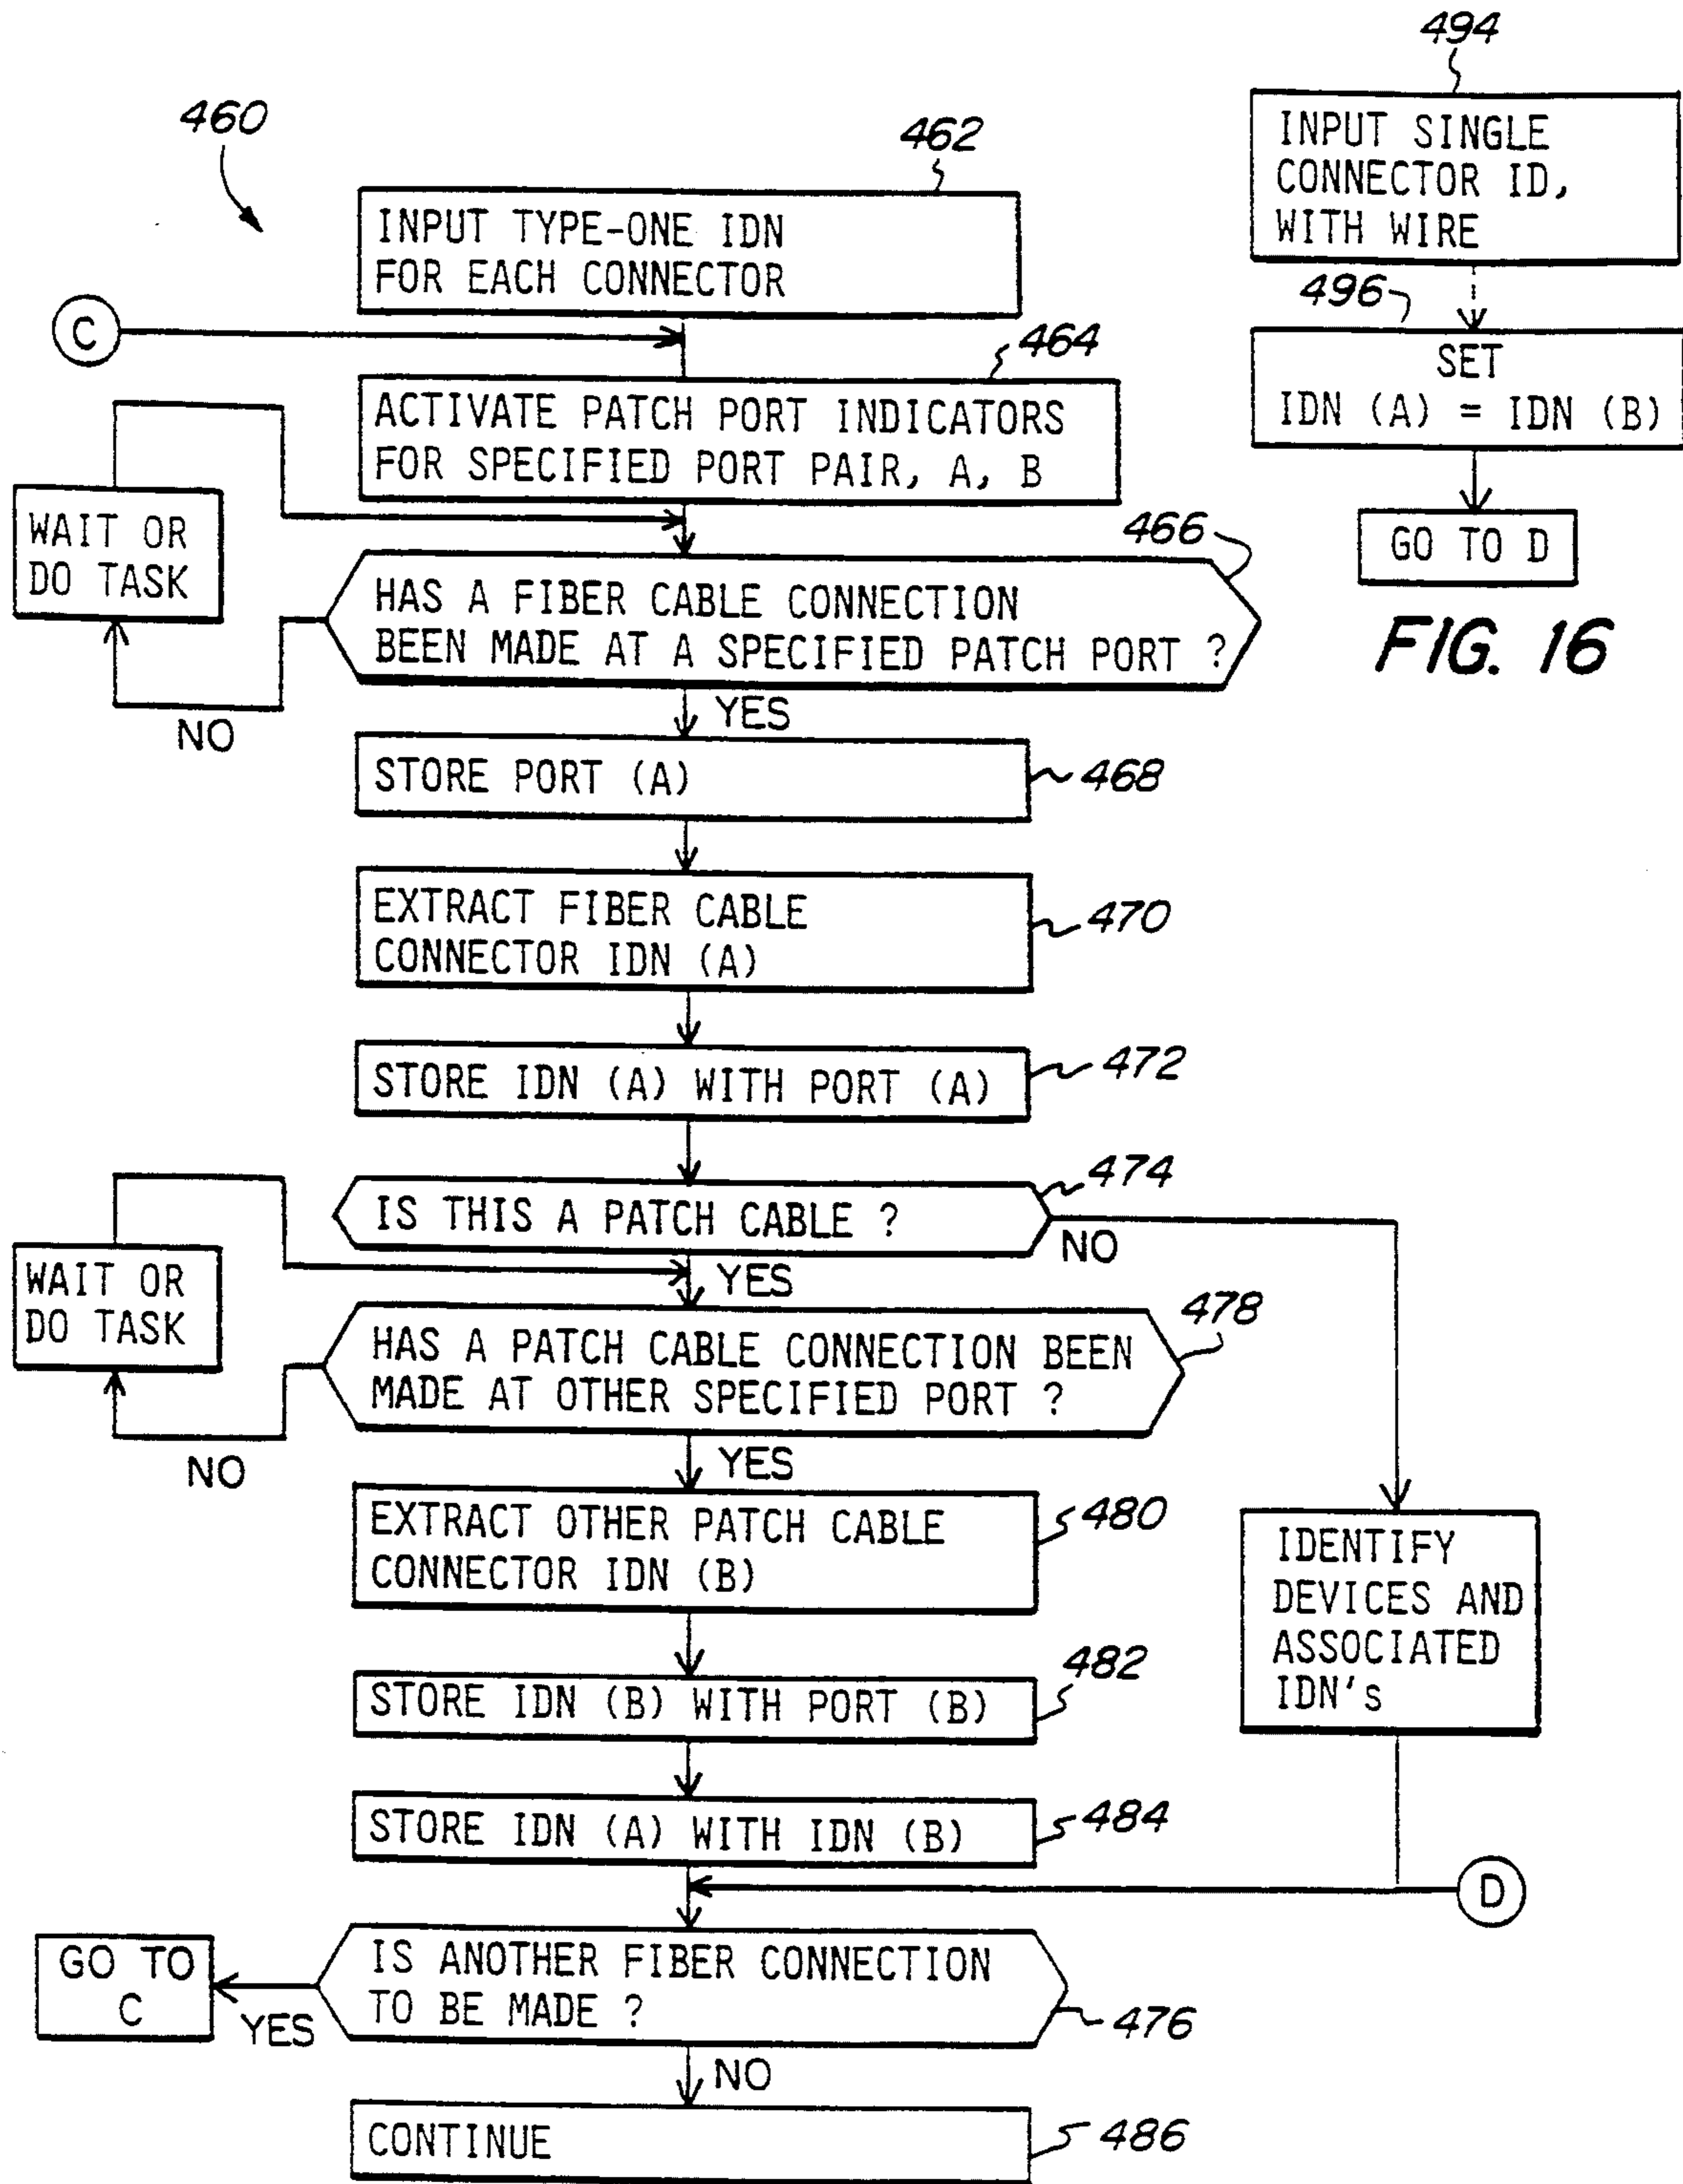 460
462
INPUT TYPE-ONE IDN
FOR EACH CONNECTOR
C
464
ACTIVATE PATCH PORT INDICATORS
FOR SPECIFIED PORT PAIR, A, B
WAIT OR
DO TASK
466
HAS A FIBER CABLE CONNECTION
BEEN MADE AT A SPECIFIED PATCH PORT ?
NO
YES
STORE PORT (A)
468
EXTRACT FIBER CABLE
CONNECTOR IDN (A)
470
STORE IDN (A) WITH PORT (A)
472
474
IS THIS A PATCH CABLE ?
NO
YES
WAIT OR
DO TASK
478
HAS A PATCH CABLE CONNECTION BEEN
MADE AT OTHER SPECIFIED PORT ?
NO
YES
EXTRACT OTHER PATCH CABLE
CONNECTOR IDN (B)
480
IDENTIFY
DEVICES AND
ASSOCIATED
IDN's
482
STORE IDN (B) WITH PORT (B)
STORE IDN (A) WITH IDN (B)
484
D
IS ANOTHER FIBER CONNECTION
TO BE MADE ?
476
GO TO
C
YES
NO
CONTINUE
486
494
INPUT SINGLE
CONNECTOR ID,
WITH WIRE
496
SET
IDN (A) = IDN (B)
GO TO D
FIG. 16